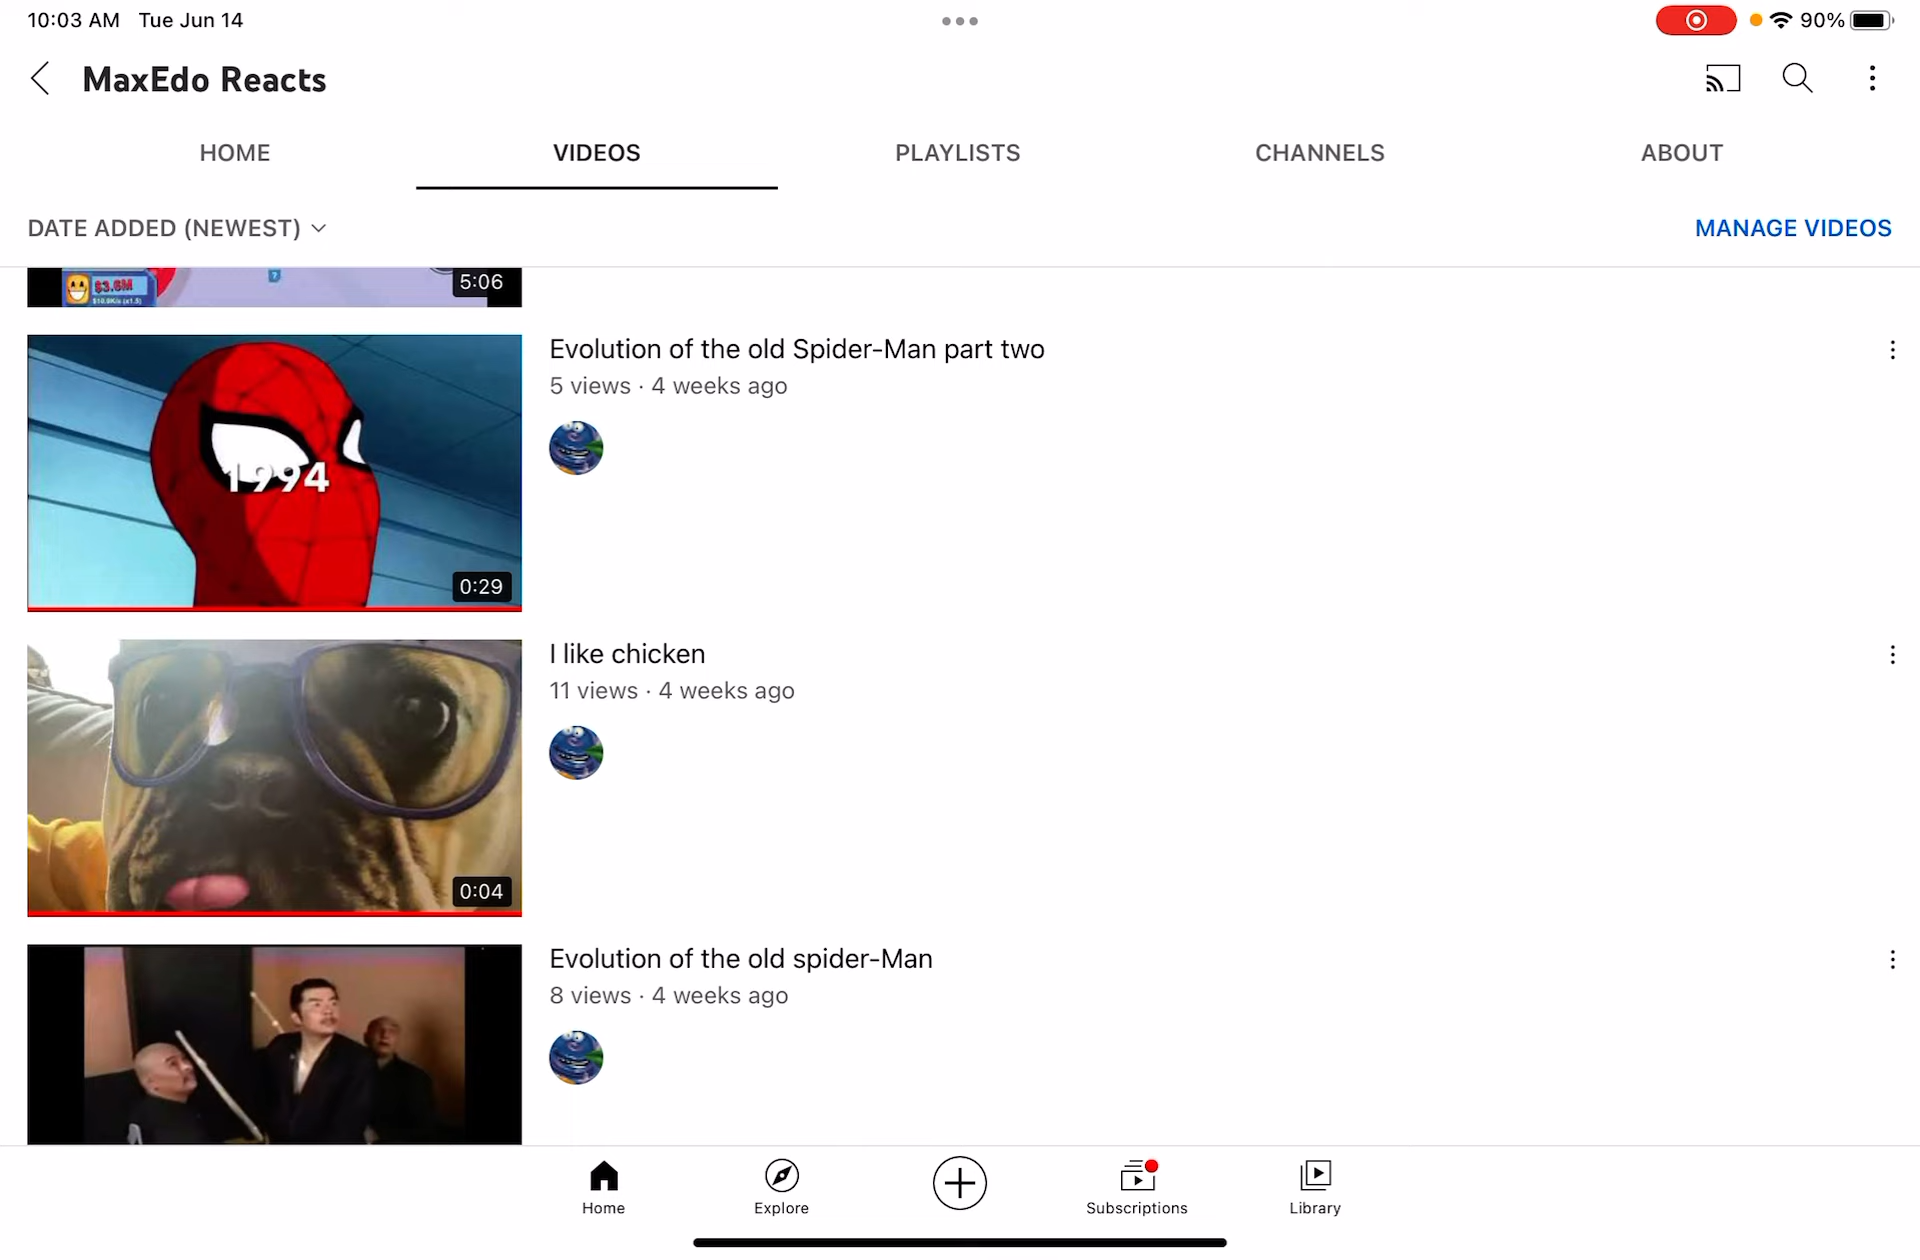 10:03 AM Tue Jun 14
90%
MaxEdo Reacts
HOME VIDEOS PLAYLISTS CHANNELS ABOUT
DATE ADDED (NEWEST) MANAGE VIDEOS
$3.6M
5:06
Evolution of the old Spider-Man part two
5 views · 4 weeks ago
1994
0:29
I like chicken
11 views · 4 weeks ago
0:04
Evolution of the old spider-Man
8 views · 4 weeks ago
Home Explore Subscriptions Library